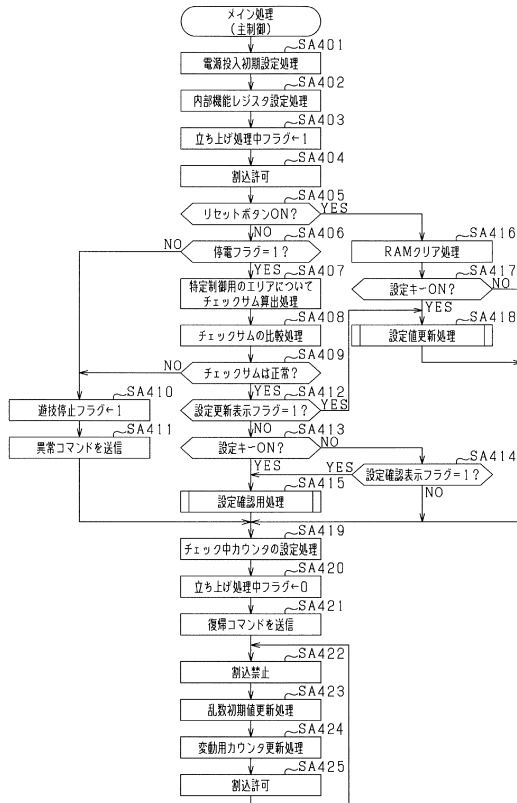 メイン処理
(主制御)
SA401
電源投入初期設定処理
SA402
内部機能レジスタ設定処理
SA403
立ち上げ処理中フラグ←1
SA404
割込許可
SA405
リセットボタンON?
YES
NO
SA406
停電フラグ=1?
NO
YES
SA416
RAMクリア処理
SA407
特定制御用のエリアについて
チェックサム算出処理
SA417
設定キーON?
NO
YES
SA408
チェックサムの比較処理
SA418
設定値更新処理
SA409
チェックサムは正常?
NO
YES
SA410
遊技停止フラグ←1
SA412
設定更新表示フラグ=1?
YES
SA411
異常コマンドを送信
NO
SA413
設定キーON?
NO
YES
SA414
設定確認表示フラグ=1?
YES
NO
SA415
設定確認用処理
SA419
チェック中カウンタの設定処理
SA420
立ち上げ処理中フラグ←0
SA421
復帰コマンドを送信
SA422
割込禁止
SA423
乱数初期値更新処理
SA424
変動用カウンタ更新処理
SA425
割込許可